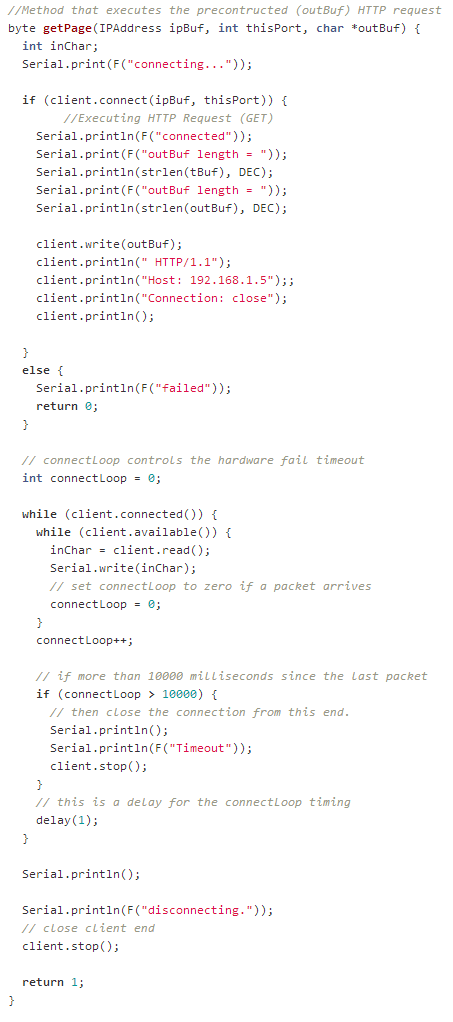 //Method that executes the precontructed (outBuf) HTTP request
byte getPage(IPAddress ipBuf, int thisPort, char *outBuf) {
  int inChar;
  Serial.print(F("connecting..."));

  if (client.connect(ipBuf, thisPort)) {
        //Executing HTTP Request (GET)
    Serial.println(F("connected"));
    Serial.print(F("outBuf length = "));
    Serial.println(strlen(tBuf), DEC);
    Serial.print(F("outBuf length = "));
    Serial.println(strlen(outBuf), DEC);

    client.write(outBuf);
    client.println(" HTTP/1.1");
    client.println("Host: 192.168.1.5");;
    client.println("Connection: close");
    client.println();

  }
  else {
    Serial.println(F("failed"));
    return 0;
  }

  // connectLoop controls the hardware fail timeout
  int connectLoop = 0;

  while (client.connected()) {
    while (client.available()) {
      inChar = client.read();
      Serial.write(inChar);
      // set connectLoop to zero if a packet arrives
      connectLoop = 0;
    }
    connectLoop++;

    // if more than 10000 milliseconds since the last packet
    if (connectLoop > 10000) {
      // then close the connection from this end.
      Serial.println();
      Serial.println(F("Timeout"));
      client.stop();
    }
    // this is a delay for the connectLoop timing
    delay(1);
  }

  Serial.println();

  Serial.println(F("disconnecting."));
  // close client end
  client.stop();

  return 1;
}